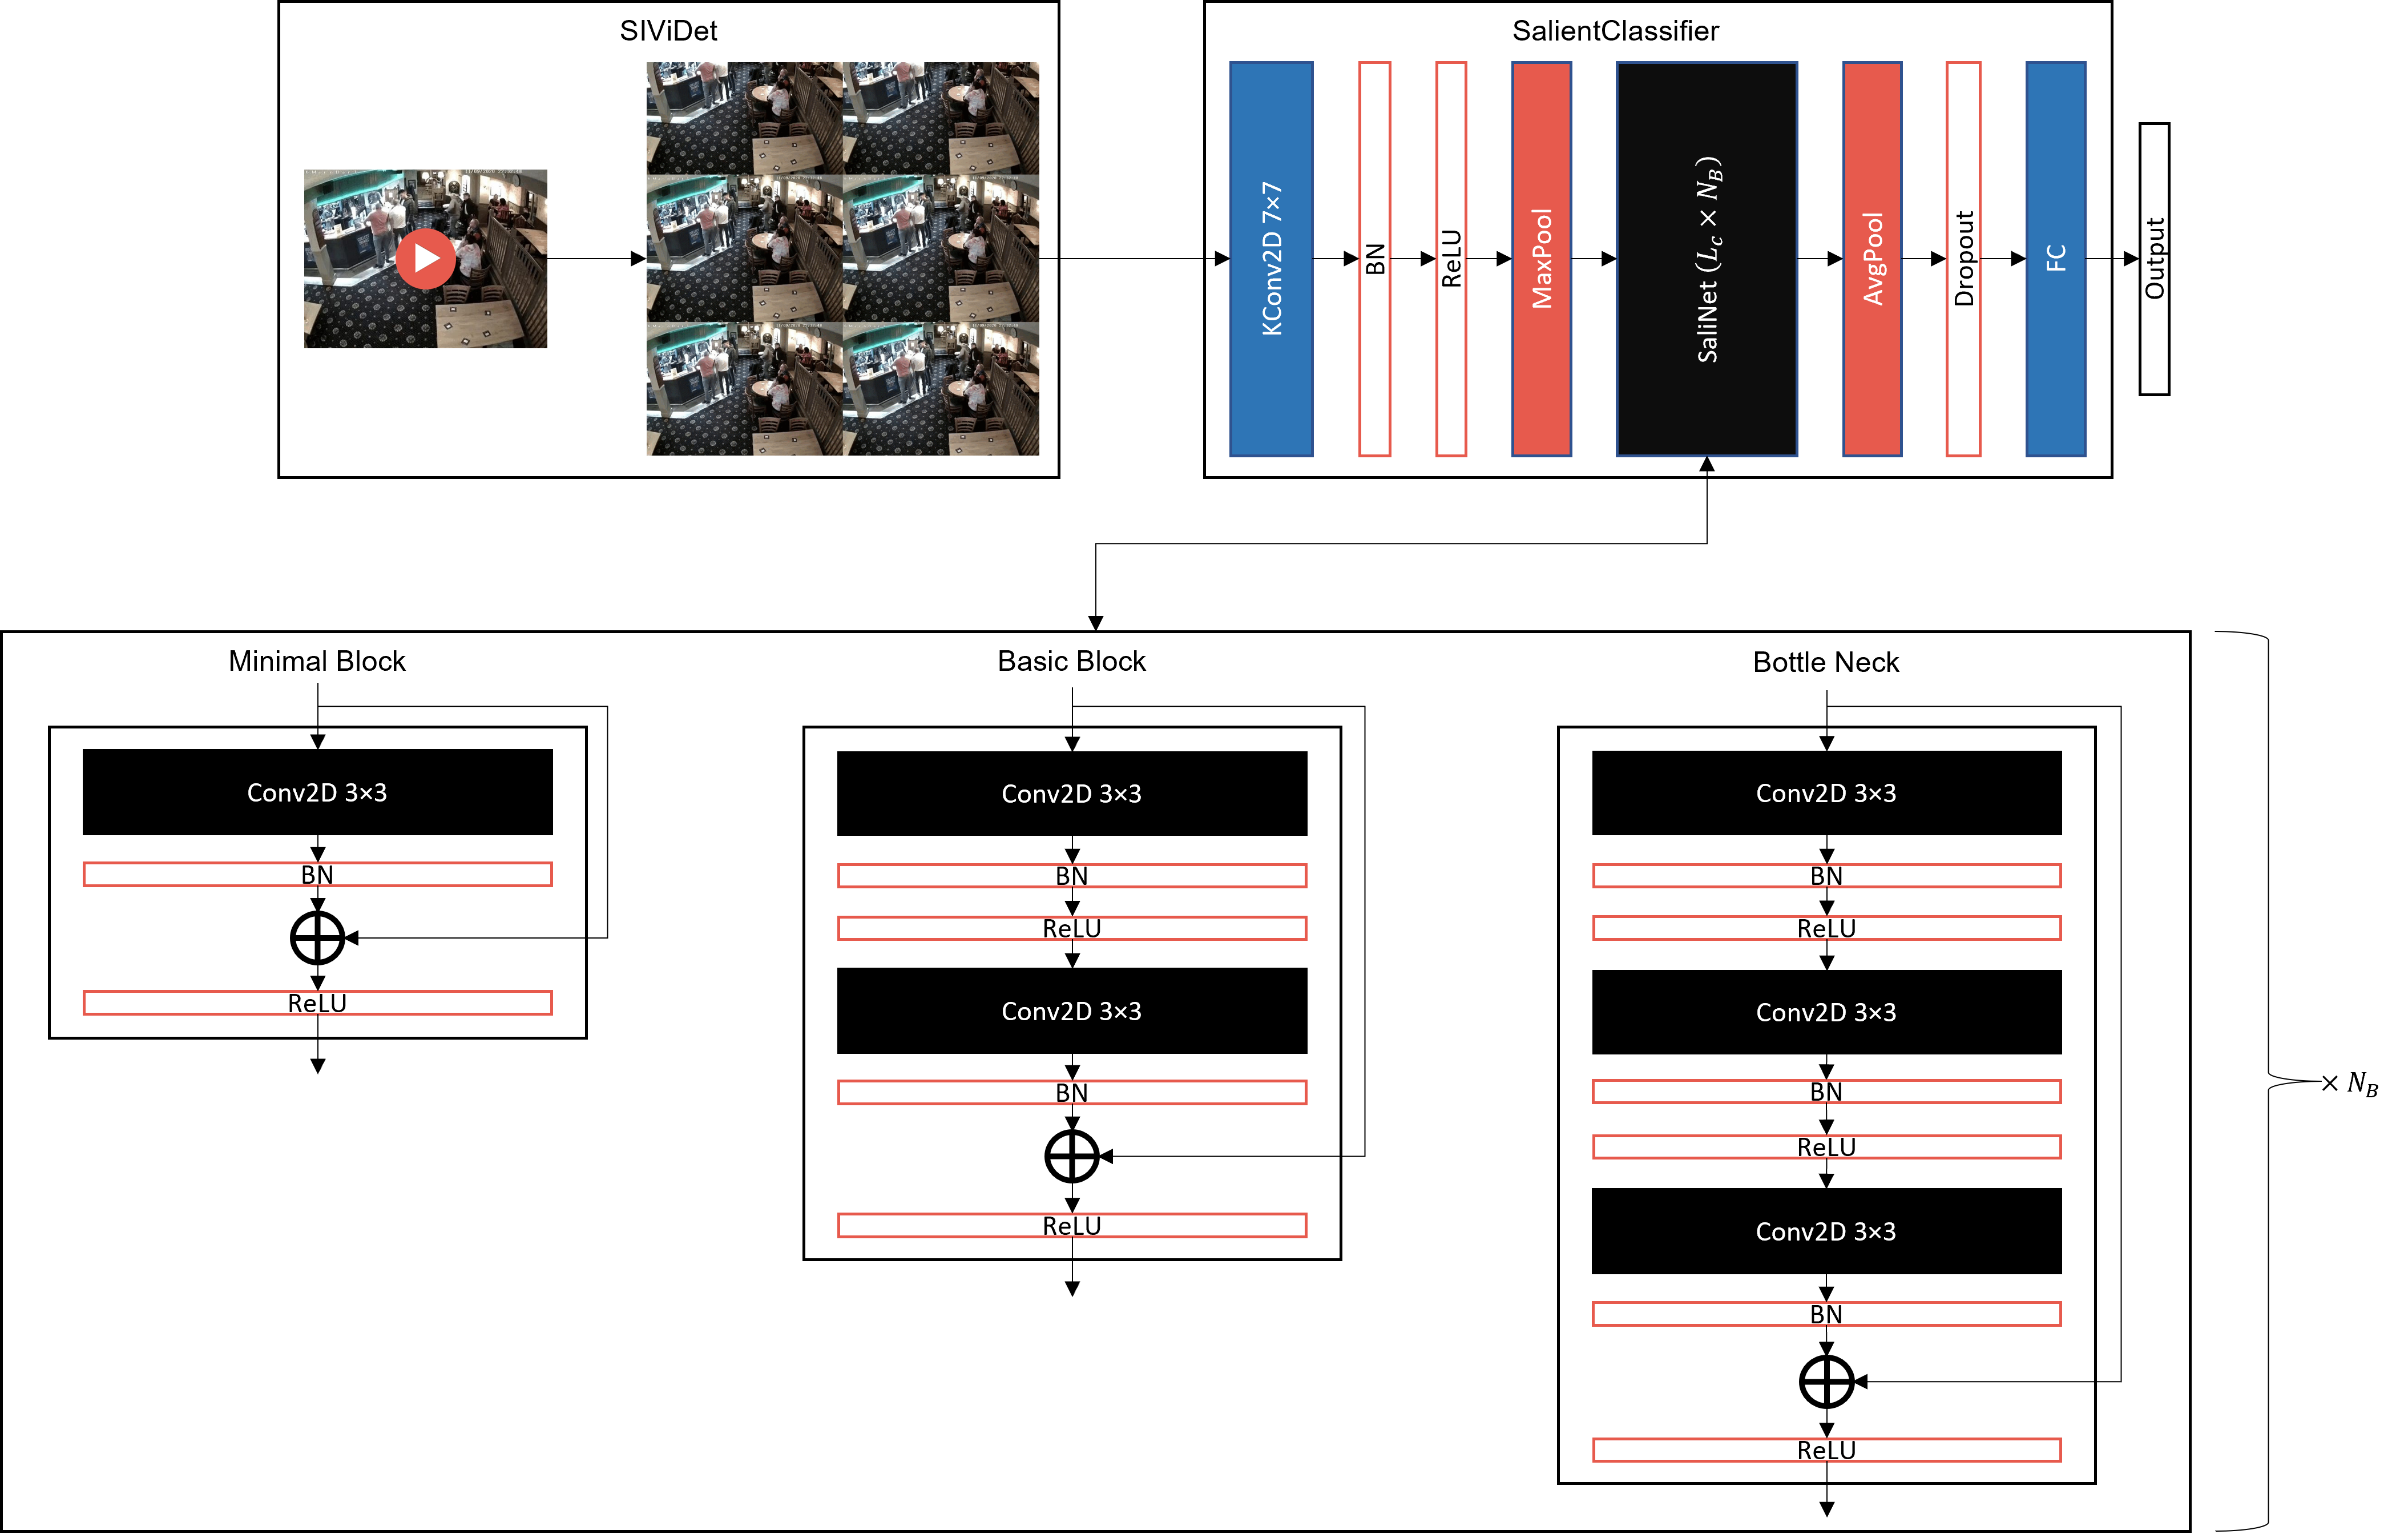 SIViDet
SalientClassifier
KConv2D 7×7
BN
ReLU
MaxPool
SaliNet (L_c × N_B)
AvgPool
Dropout
FC
Output
Minimal Block
Conv2D 3×3
BN
ReLU
Basic Block
Conv2D 3×3
BN
ReLU
Conv2D 3×3
BN
ReLU
Bottle Neck
Conv2D 3×3
BN
ReLU
Conv2D 3×3
BN
ReLU
Conv2D 3×3
BN
ReLU
× N_B